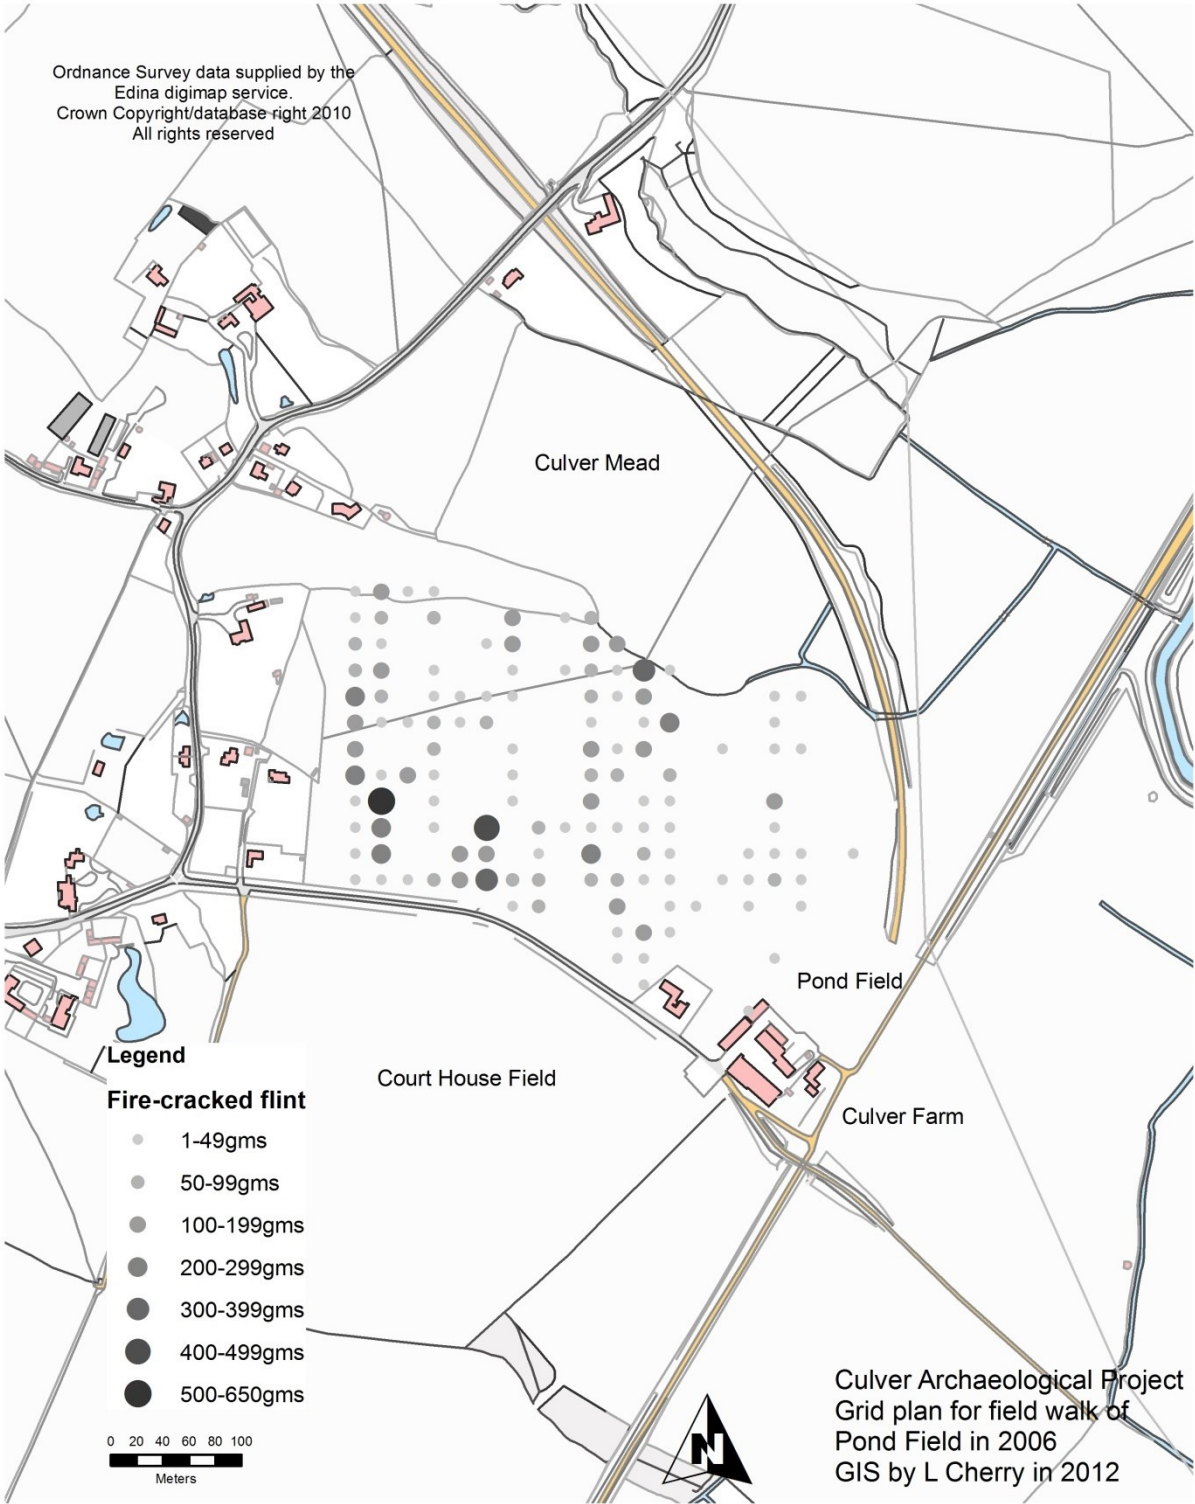 Ordnance Survey data supplied by the
Edina digimap service.
Crown Copyright/database right 2010
All rights reserved
Culver Mead
Pond Field
Court House Field
Culver Farm
Legend
Fire-cracked flint
1-49gms
50-99gms
100-199gms
200-299gms
300-399gms
400-499gms
500-650gms
0 20 40 60 80 100
Meters
N
Culver Archaeological Project
Grid plan for field walk of
Pond Field in 2006
GIS by L Cherry in 2012